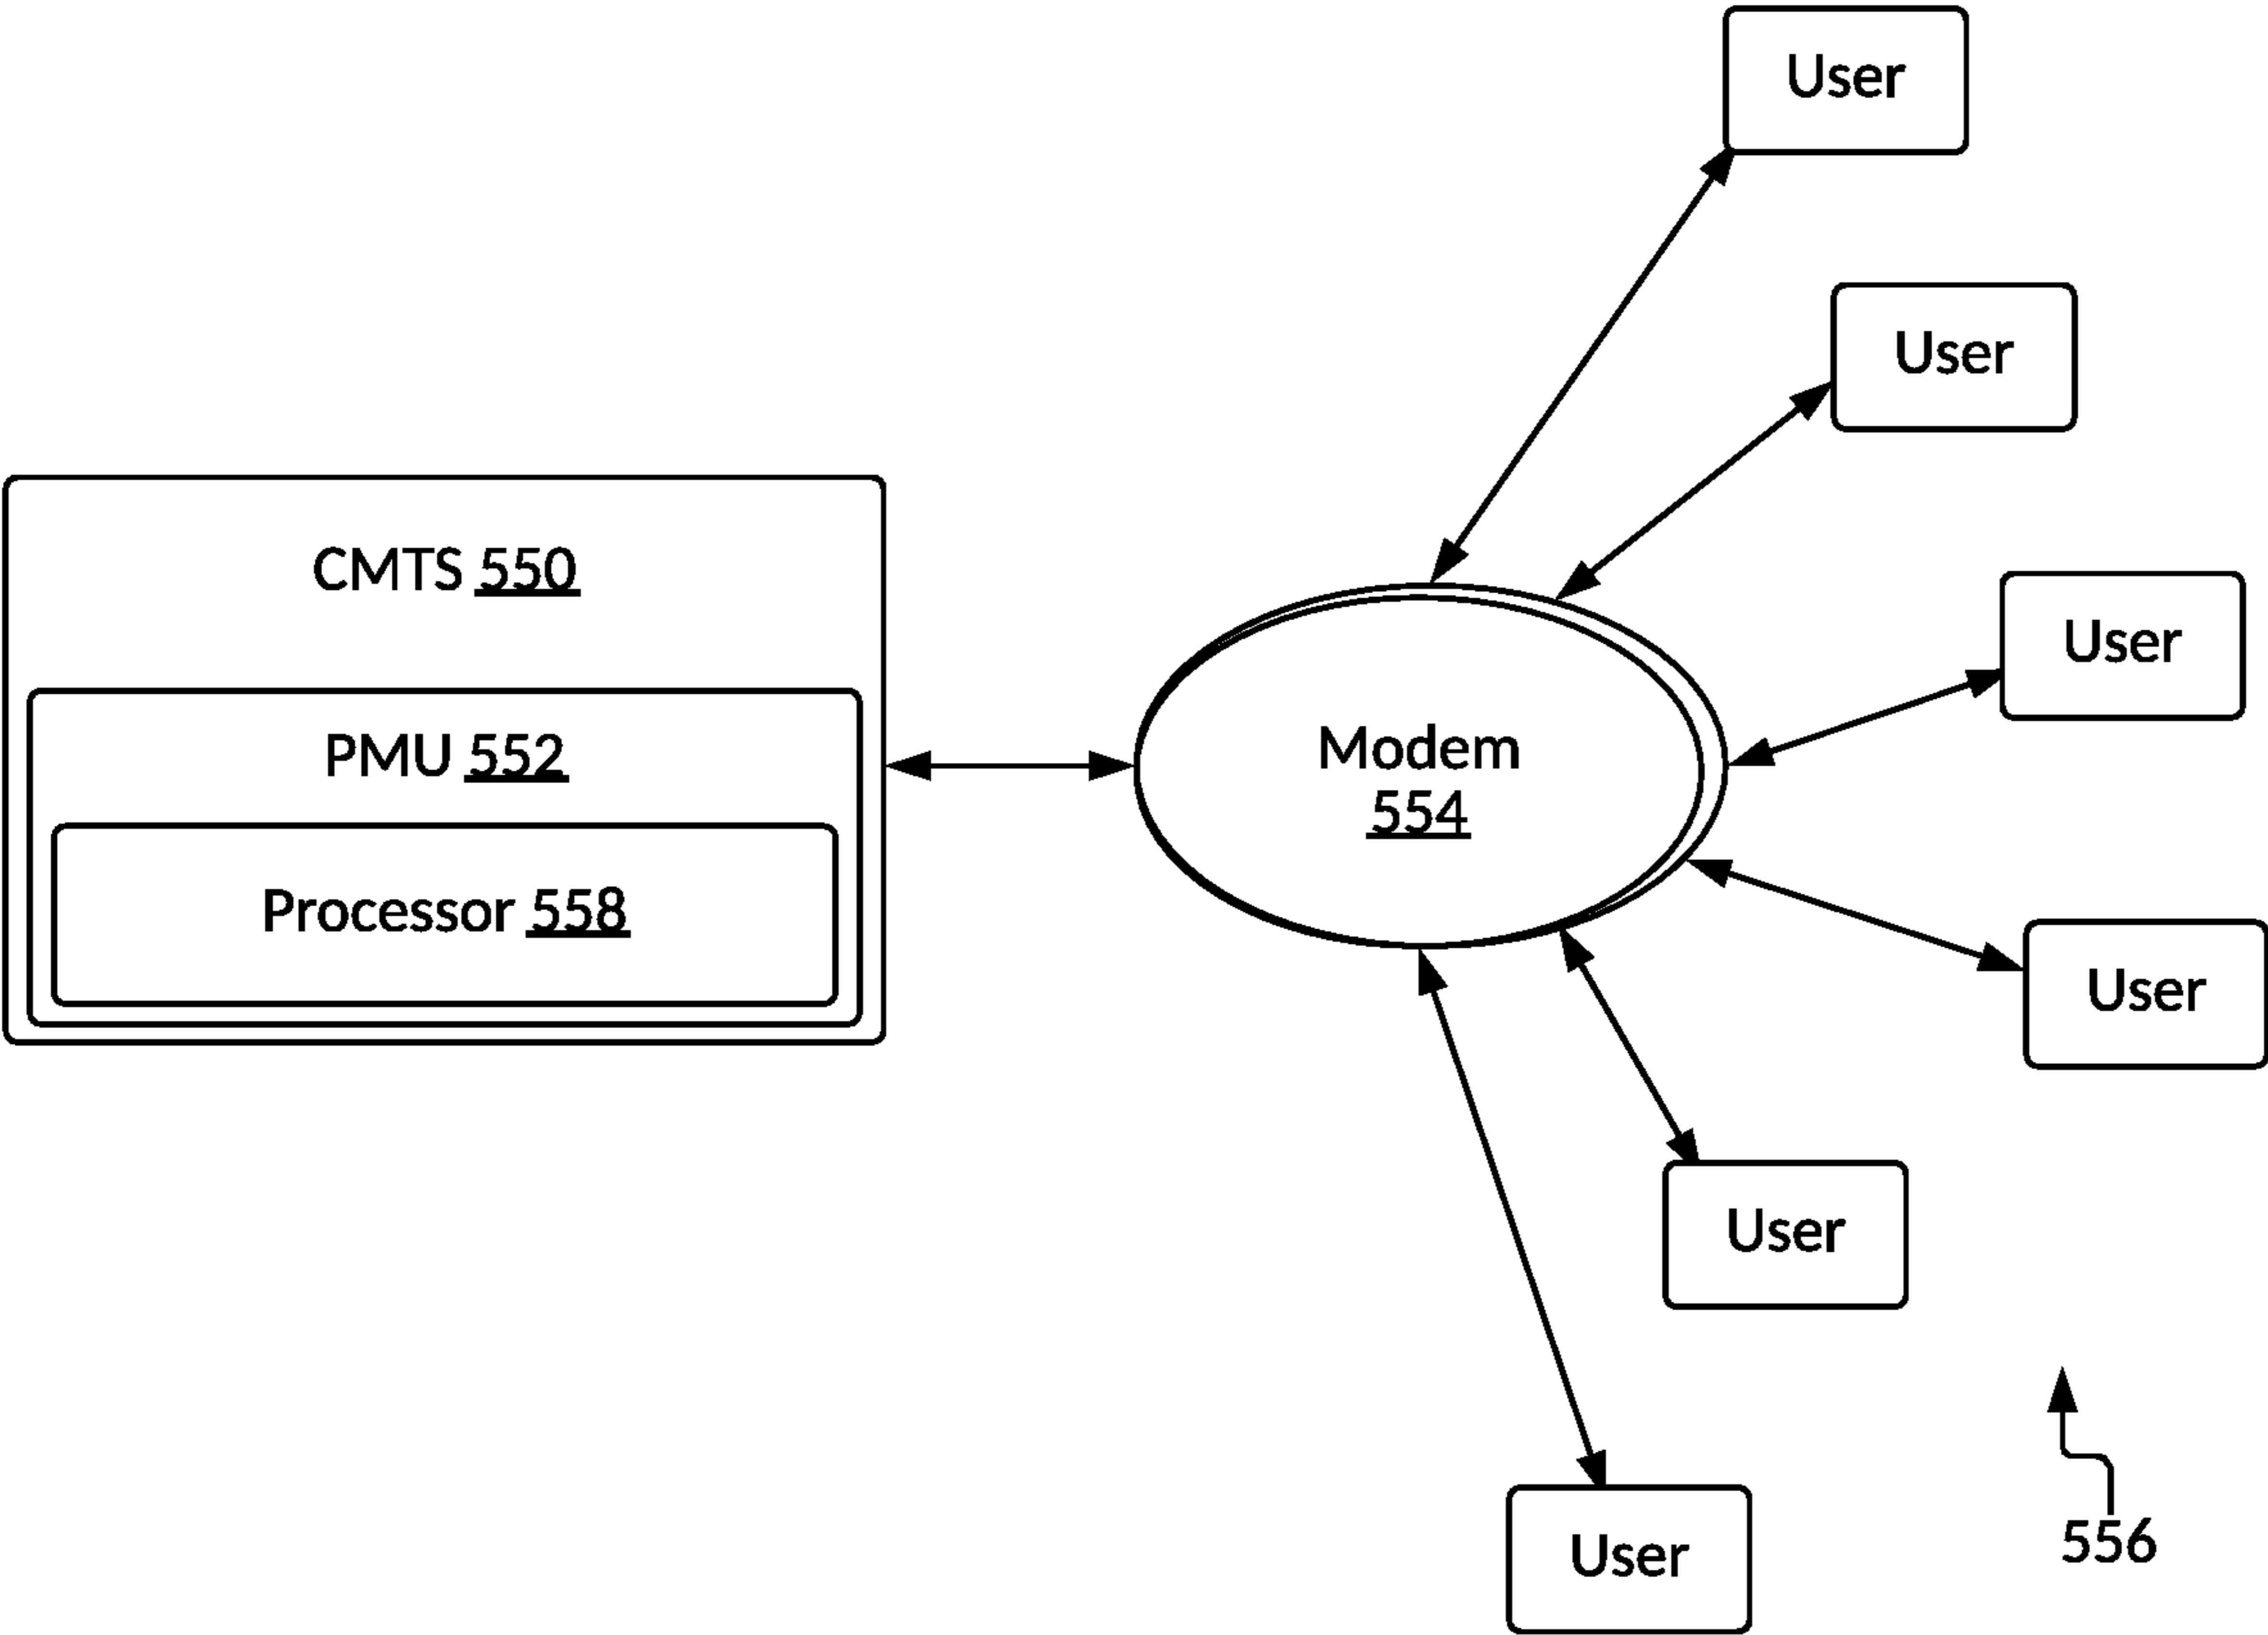 User
User
CMTS 550
User
PMU 552
Modem
554
Processor 558
User
User
User
556